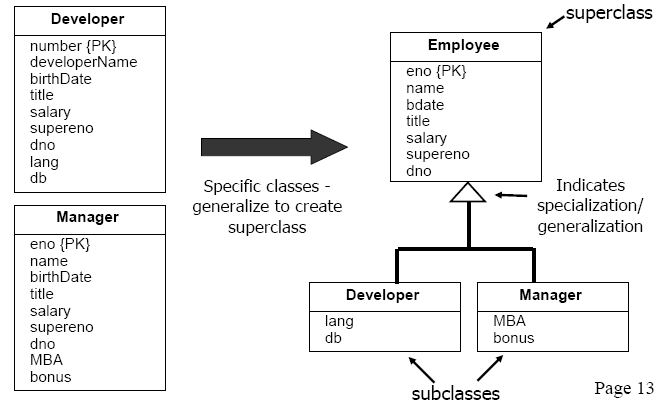 Developer
number {PK}
developerName
birthDate
title
salary
supereno
dno
lang
db
Manager
eno {PK}
name
birthDate
title
salary
supereno
dno
MBA
bonus
Specific classes -
generalize to create
superclass
superclass
Employee
eno {PK}
name
bdate
title
salary
supereno
dno
Indicates
specialization/
generalization
Developer
lang
db
Manager
MBA
bonus
subclasses
Page 13